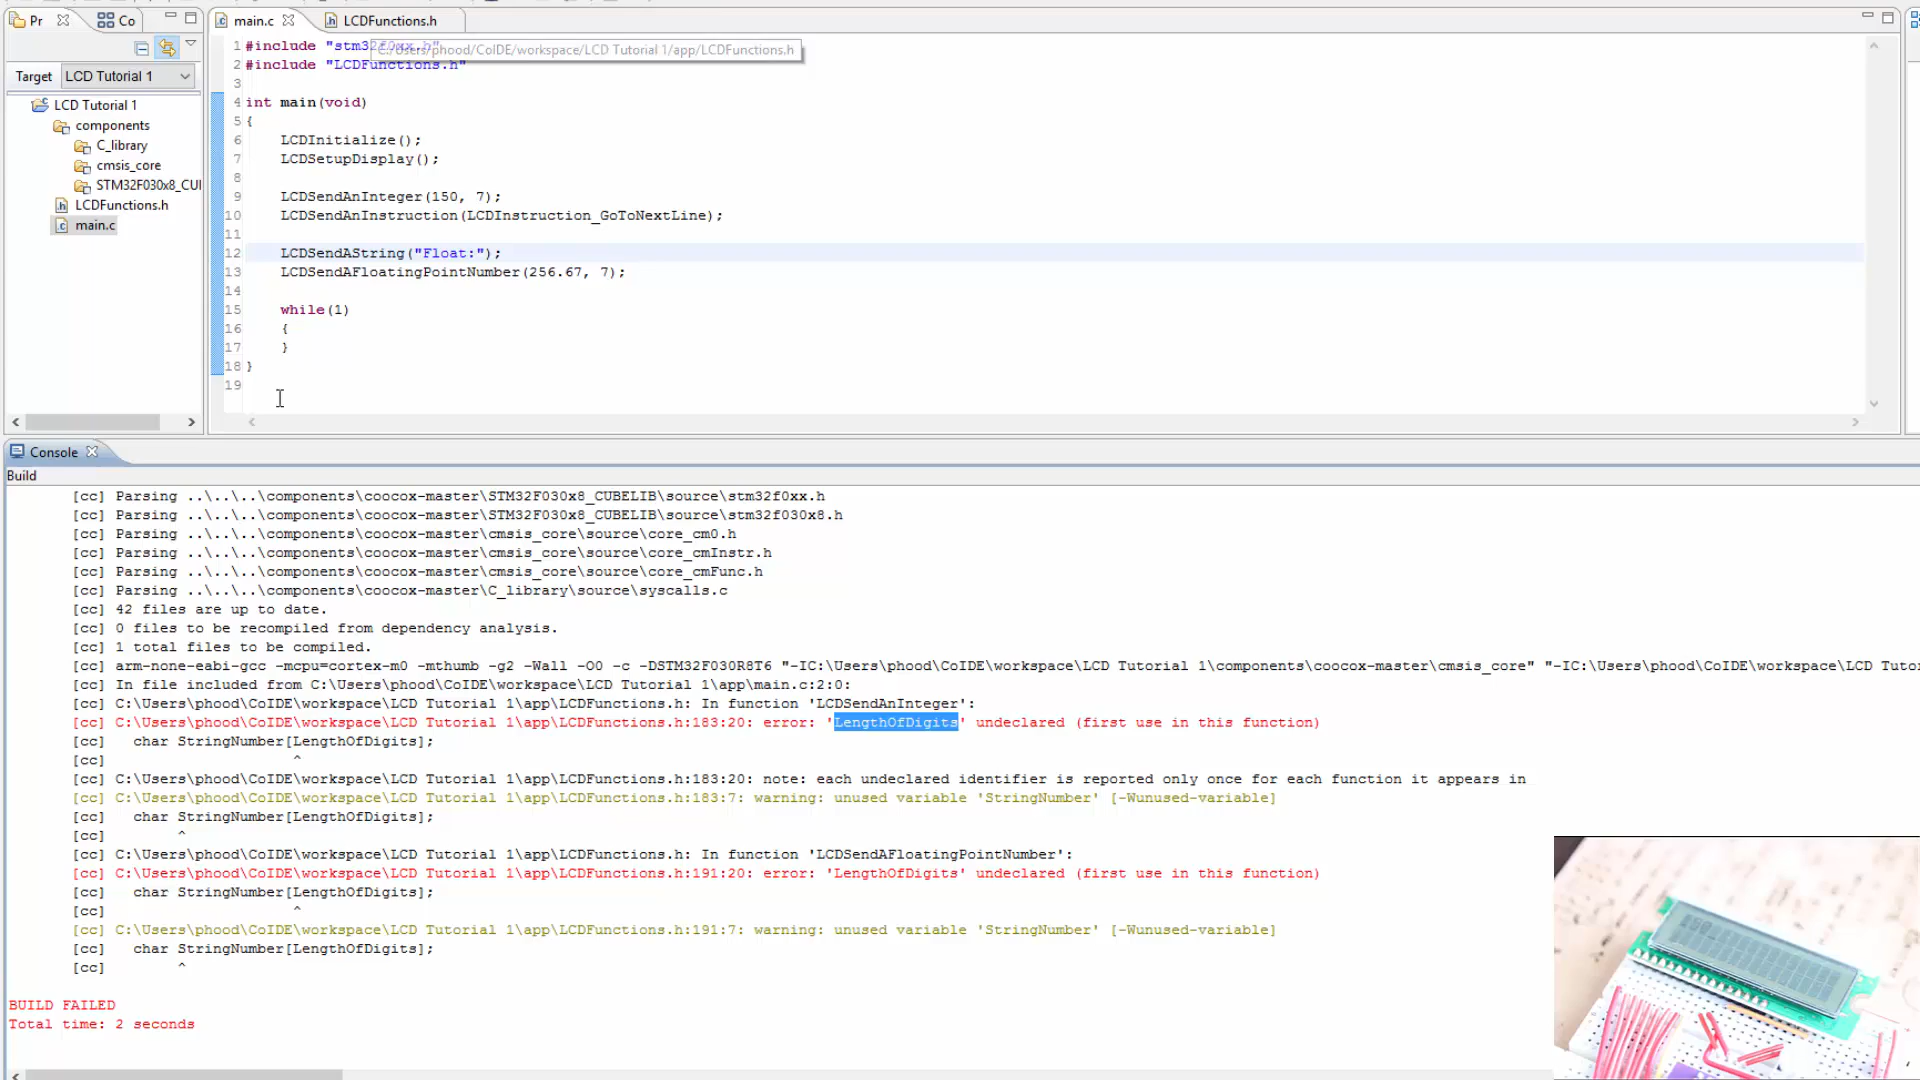 Pr
Co
main.c
LCDFunctions.h
Target
LCD Tutorial 1
LCD Tutorial 1
components
C_library
cmsis_core
STM32F030x8_CUI
LCDFunctions.h
main.c
C:/Users/phood/CoIDE/workspace/LCD Tutorial 1/app/LCDFunctions.h
1 #include "stm32f0xx.h"
2 #include "LCDFunctions.h"
3
4 int main(void)
5 {
6 LCDInitialize();
7 LCDSetupDisplay();
8
9 LCDSendAnInteger(150, 7);
10 LCDSendAnInstruction(LCDInstruction_GoToNextLine);
11
12 LCDSendAString("Float:");
13 LCDSendAFloatingPointNumber(256.67, 7);
14
15 while(1)
16 {
17 }
18 }
19
Console
Build
[cc] Parsing ..\..\..\components\coocox-master\STM32F030x8_CUBELIB\source\stm32f0xx.h
[cc] Parsing ..\..\..\components\coocox-master\STM32F030x8_CUBELIB\source\stm32f030x8.h
[cc] Parsing ..\..\..\components\coocox-master\cmsis_core\source\core_cm0.h
[cc] Parsing ..\..\..\components\coocox-master\cmsis_core\source\core_cmInstr.h
[cc] Parsing ..\..\..\components\coocox-master\cmsis_core\source\core_cmFunc.h
[cc] Parsing ..\..\..\components\coocox-master\C_library\source\syscalls.c
[cc] 42 files are up to date.
[cc] 0 files to be recompiled from dependency analysis.
[cc] 1 total files to be compiled.
[cc] arm-none-eabi-gcc -mcpu=cortex-m0 -mthumb -g2 -Wall -O0 -c -DSTM32F030R8T6 "-IC:\Users\phood\CoIDE\workspace\LCD Tutorial 1\components\coocox-master\cmsis_core" "-IC:\Users\phood\CoIDE\workspace\LCD Tuto
[cc] In file included from C:\Users\phood\CoIDE\workspace\LCD Tutorial 1\app\main.c:2:0:
[cc] C:\Users\phood\CoIDE\workspace\LCD Tutorial 1\app\LCDFunctions.h: In function 'LCDSendAnInteger':
[cc] C:\Users\phood\CoIDE\workspace\LCD Tutorial 1\app\LCDFunctions.h:183:20: error: 'LengthOfDigits' undeclared (first use in this function)
[cc] char StringNumber[LengthOfDigits];
[cc] ^
[cc] C:\Users\phood\CoIDE\workspace\LCD Tutorial 1\app\LCDFunctions.h:183:20: note: each undeclared identifier is reported only once for each function it appears in
[cc] C:\Users\phood\CoIDE\workspace\LCD Tutorial 1\app\LCDFunctions.h:183:7: warning: unused variable 'StringNumber' [-Wunused-variable]
[cc] char StringNumber[LengthOfDigits];
[cc] ^
[cc] C:\Users\phood\CoIDE\workspace\LCD Tutorial 1\app\LCDFunctions.h: In function 'LCDSendAFloatingPointNumber':
[cc] C:\Users\phood\CoIDE\workspace\LCD Tutorial 1\app\LCDFunctions.h:191:20: error: 'LengthOfDigits' undeclared (first use in this function)
[cc] char StringNumber[LengthOfDigits];
[cc] ^
[cc] C:\Users\phood\CoIDE\workspace\LCD Tutorial 1\app\LCDFunctions.h:191:7: warning: unused variable 'StringNumber' [-Wunused-variable]
[cc] char StringNumber[LengthOfDigits];
[cc] ^
BUILD FAILED
Total time: 2 seconds